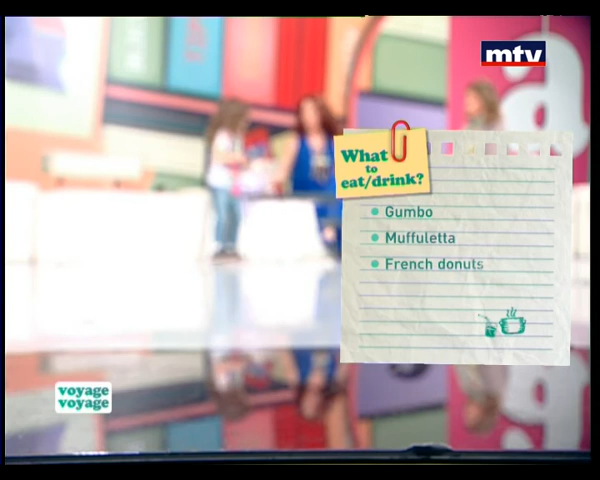 mtv
What
to
eat/drink?
Gumbo
Muffuletta
French donuts
voyage
voyage